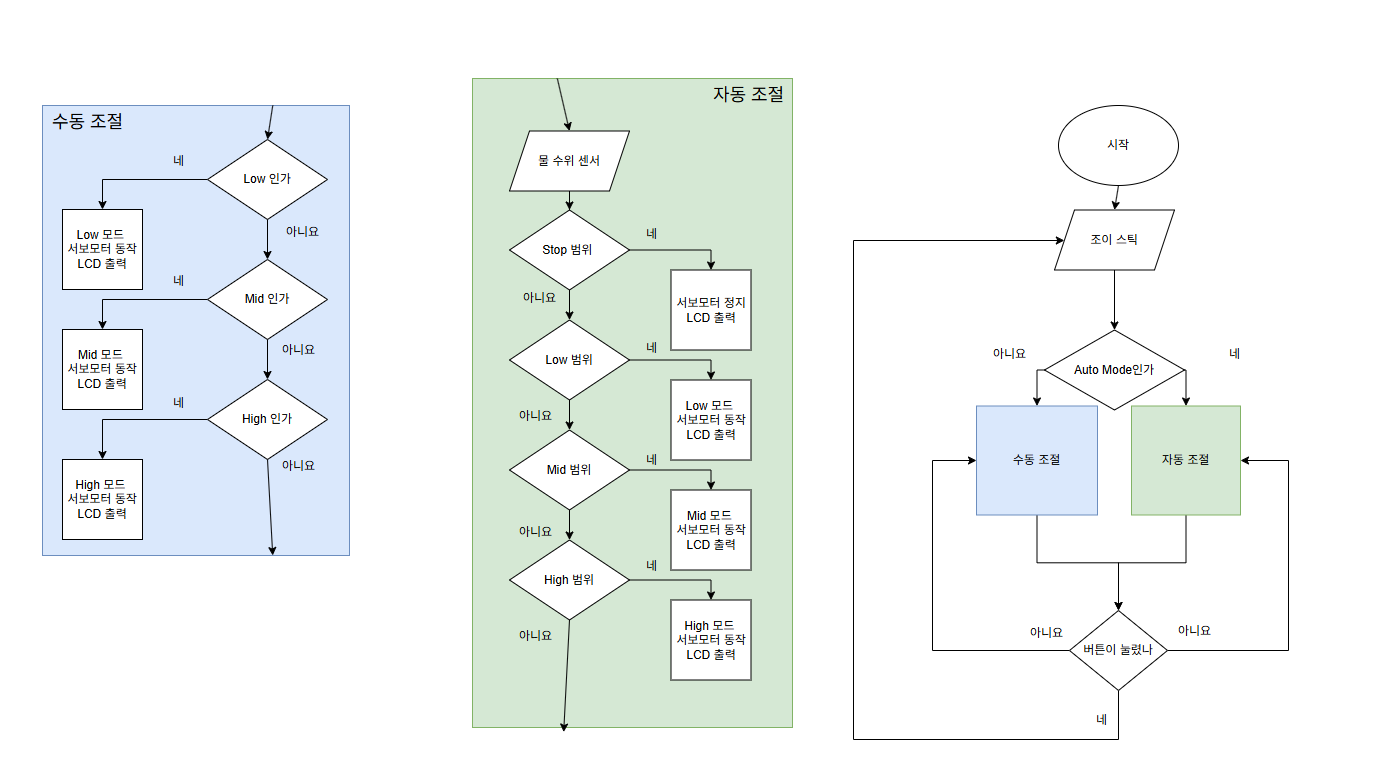 수동 조절
네
Low 인가
아니요
Low 모드
서보모터 동작
LCD 출력
네
Mid 인가
아니요
Mid 모드
서보모터 동작
LCD 출력
네
High 인가
아니요
High 모드
서보모터 동작
LCD 출력
자동 조절
물 수위 센서
네
Stop 범위
아니요
서보모터 정지
LCD 출력
네
Low 범위
아니요
Low 모드
서보모터 동작
LCD 출력
네
Mid 범위
아니요
Mid 모드
서보모터 동작
LCD 출력
네
High 범위
아니요
High 모드
서보모터 동작
LCD 출력
시작
조이 스틱
아니요
네
Auto Mode인가
수동 조절
자동 조절
아니요
아니요
버튼이 눌렸나
네